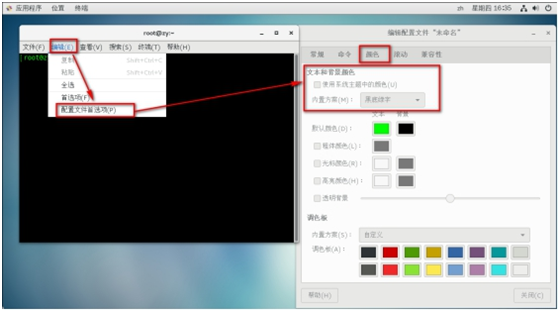 应用程序 位置 终端
zh 星期四 16:35
root@zy:~
文件(F) 编辑(E) 查看(V) 搜索(S) 终端(T) 帮助(H)
[root@z
复制 Shift+Ctrl+C
粘贴 Shift+Ctrl+V
全选
首选项(F)
配置文件首选项(P)
编辑配置文件 "未命名"
常规 命令 颜色 滚动 兼容性
文本和背景颜色
使用系统主题中的颜色(U)
内置方案(M)： 黑底绿字
文本 背景
默认颜色(D)：
粗体颜色(L)：
光标颜色(R)：
高亮颜色(H)：
透明背景
调色板
内置方案(S)： 自定义
调色板(A)：
帮助(H) 关闭(C)